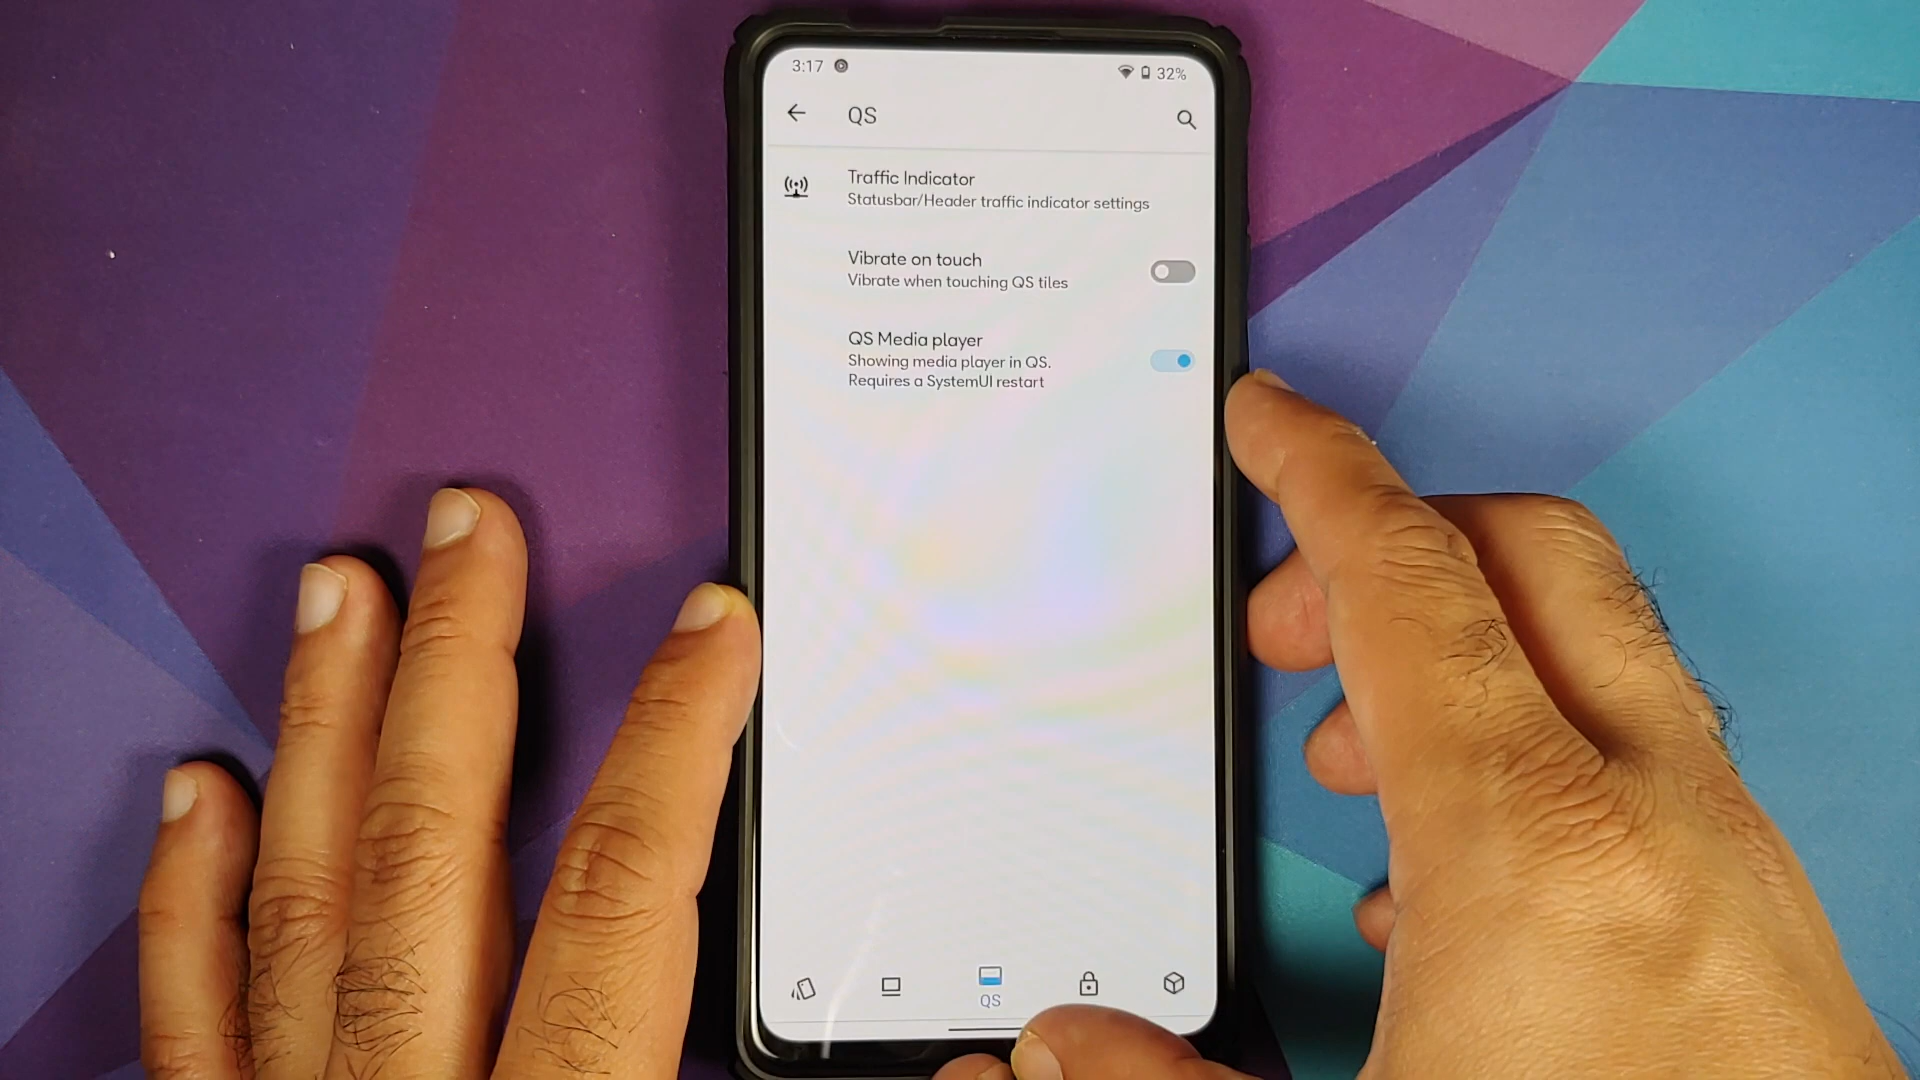 3:17
32%
QS
Traffic Indicator
Statusbar/Header traffic indicator settings
Vibrate on touch
Vibrate when touching QS tiles
QS Media player
Showing media player in QS.
Requires a SystemUI restart
QS